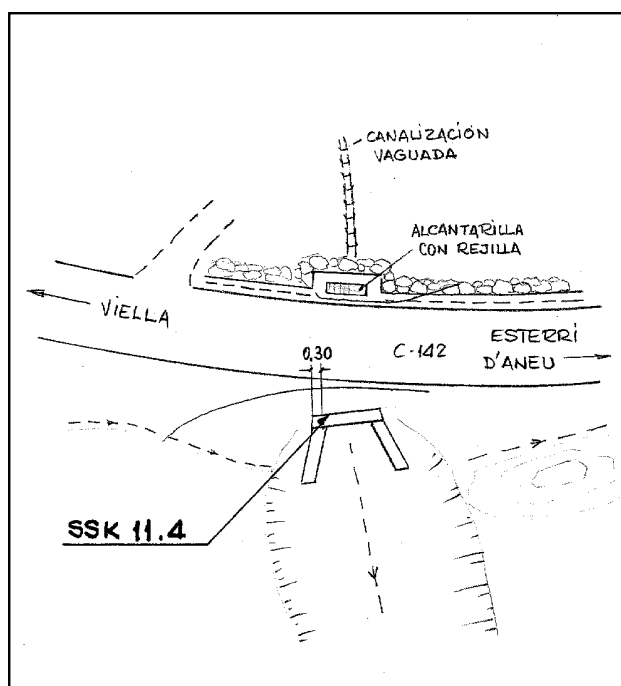 CANALIZACIÓN
VAGUADA
ALCANTARILLA
CON REJILLA
VIELLA
0,30
C-142
ESTERRI
D'ANEU
SSK 11.4